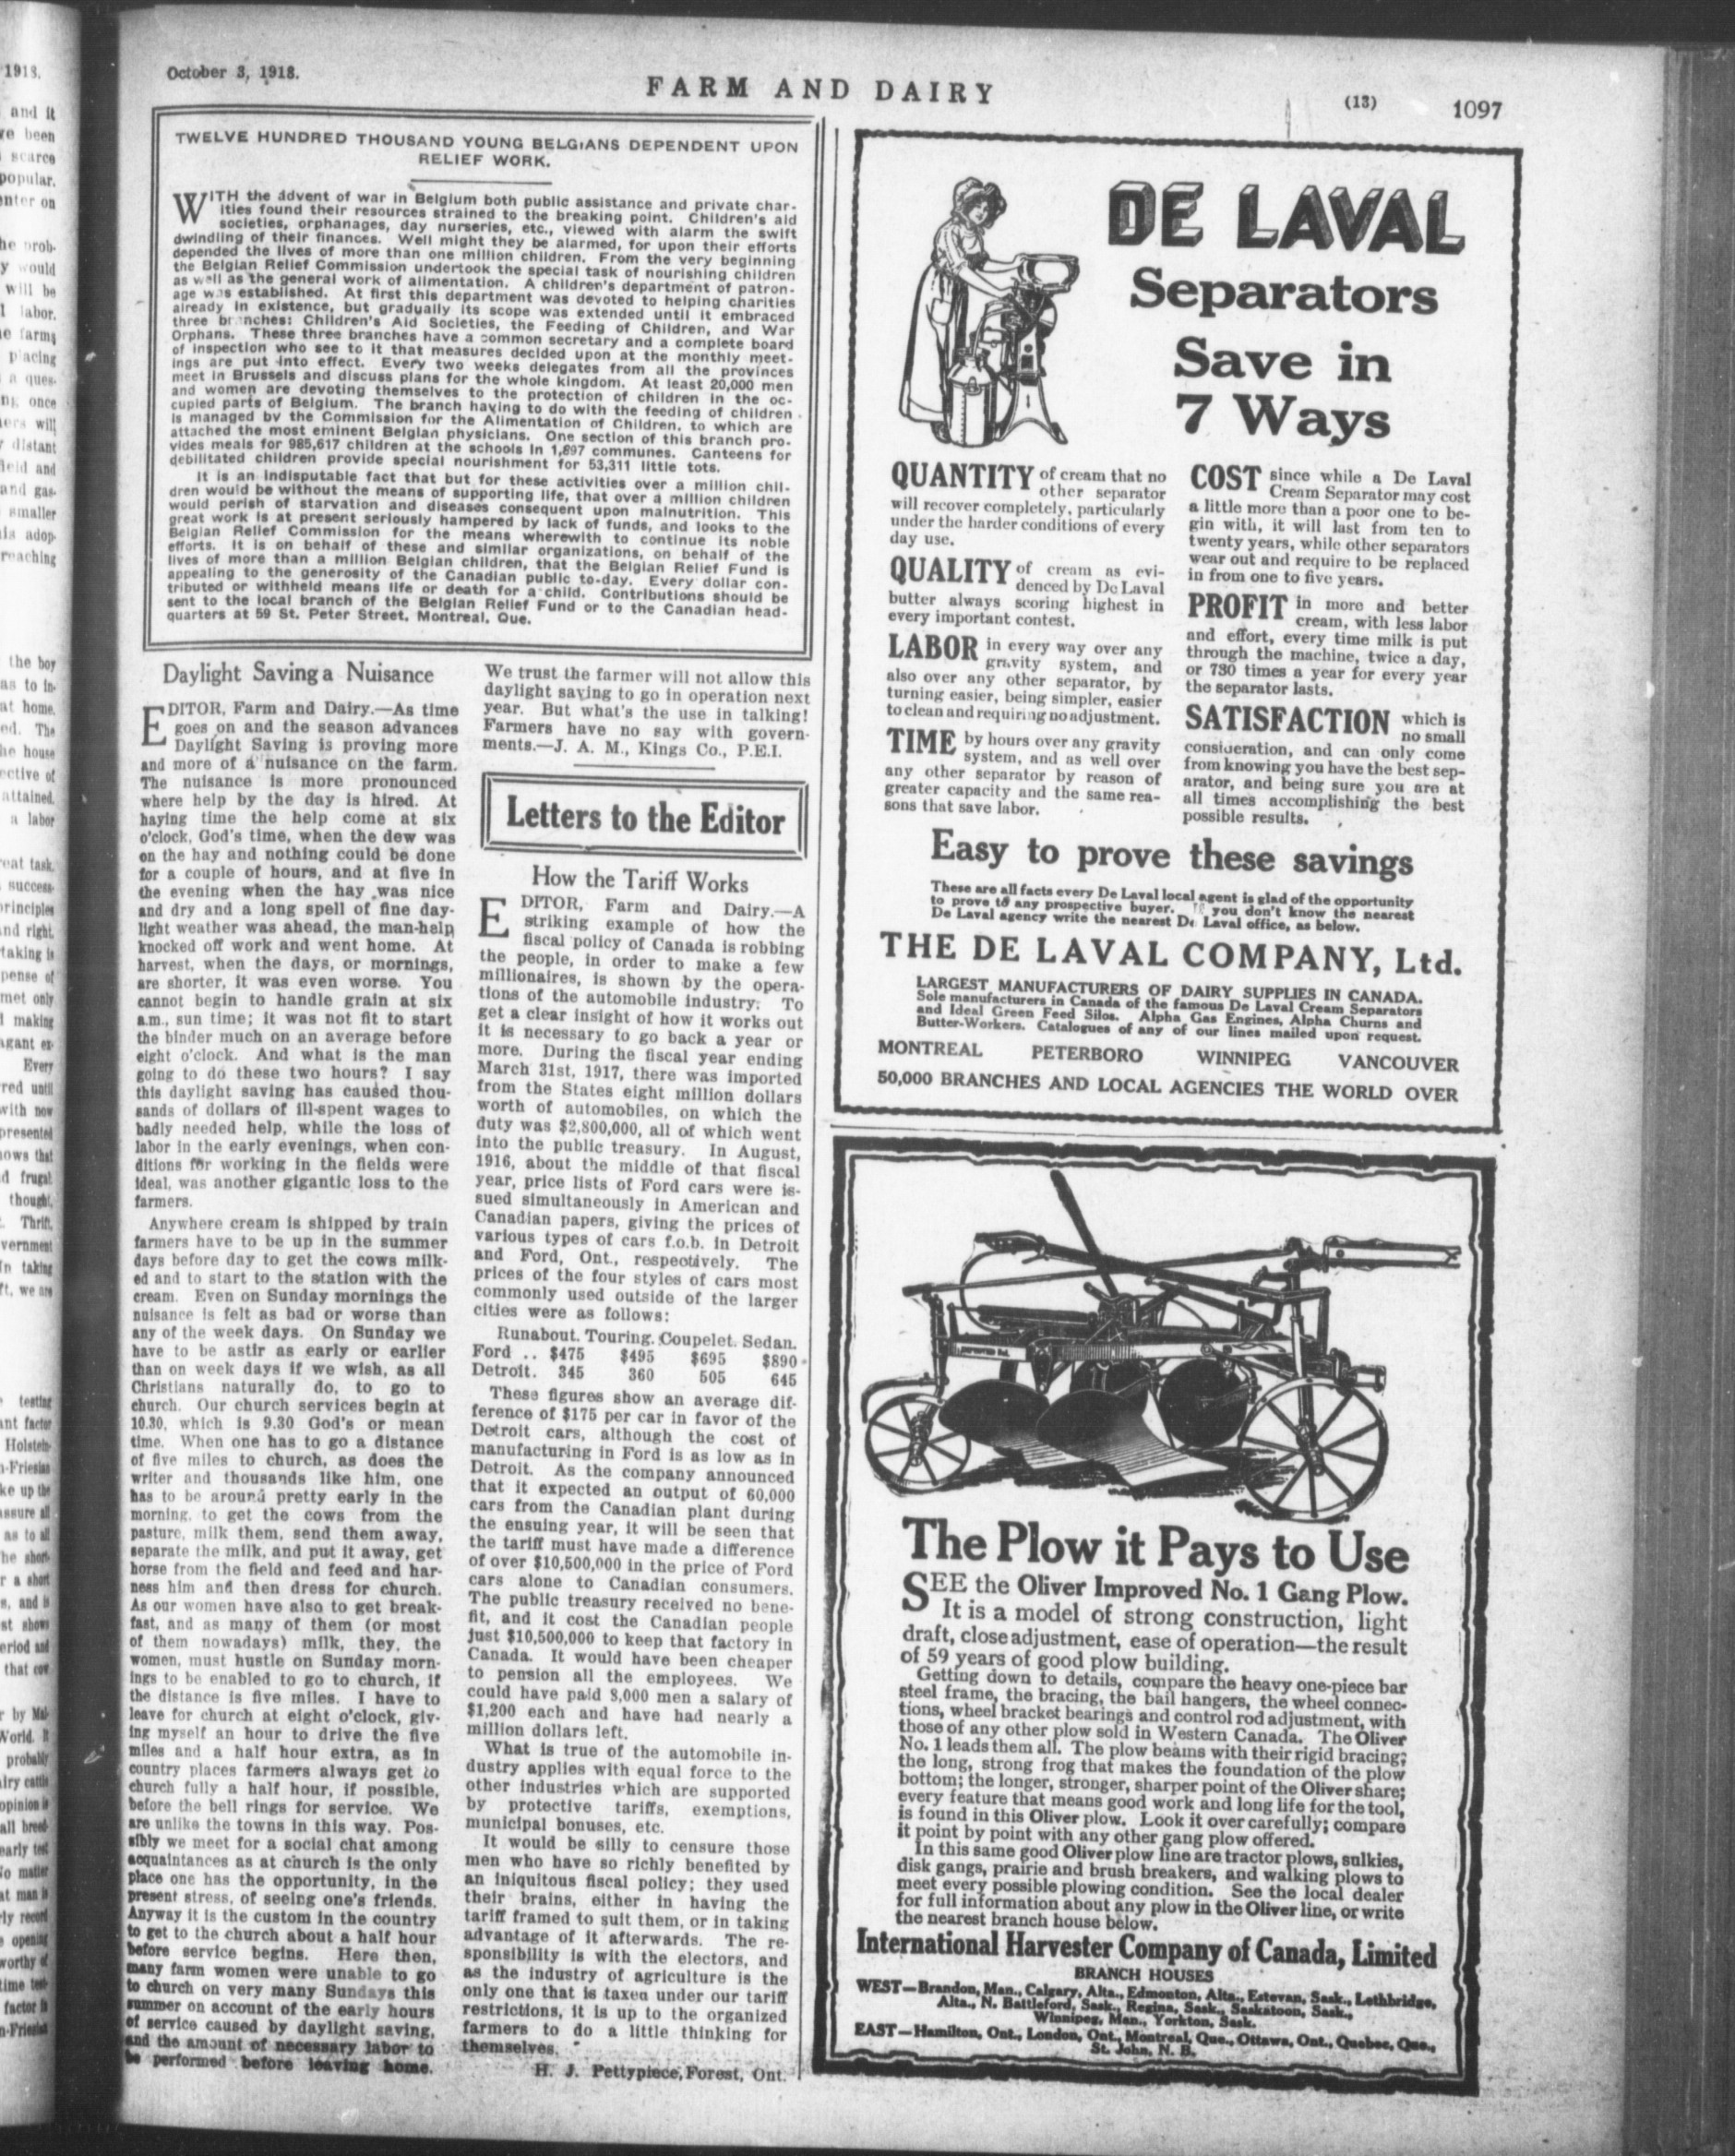 October 3, 1918.
FARM AND DAIRY
(13)
1097
TWELVE HUNDRED THOUSAND YOUNG BELGIANS DEPENDENT UPON
RELIEF WORK.
WITH the advent of war in Belgium both public assistance and private char-
ities found their resources strained to the breaking point. Children's aid
societies, orphanages, day nurseries, etc., viewed with alarm the swift
dwindling of their finances. Well might they be alarmed, for upon their efforts
depended the lives of more than one million children. From the very beginning
the Belgian Relief Commission undertook the special task of nourishing children
as well as the general work of alimentation. A children's department of patron-
age was established. At first this department was devoted to helping charities
already in existence, but gradually its scope was extended until it embraced
three branches: Children's Aid Societies, the Feeding of Children, and War
Orphans. These three branches have a common secretary and a complete board
of inspection who see to it that measures decided upon at the monthly meet-
ings are put into effect. Every two weeks delegates from all the provinces
meet in Brussels and discuss plans for the whole kingdom. At least 20,000 men
and women are devoting themselves to the protection of children in the oc-
cupied parts of Belgium. The branch having to do with the feeding of children
is managed by the Commission for the Alimentation of Children, to which are
attached the most eminent Belgian physicians. One section of this branch pro-
vides meals for 985,617 children at the schools in 1,897 communes. Canteens for
debilitated children provide special nourishment for 53,311 little tots.
It is an indisputable fact that but for these activities over a million chil-
dren would be without the means of supporting life, that over a million children
would perish of starvation and diseases consequent upon malnutrition. This
great work is at present seriously hampered by lack of funds, and looks to the
Belgian Relief Commission for the means wherewith to continue its noble
efforts. It is on behalf of these and similar organizations, on behalf of the
lives of more than a million Belgian children, that the Belgian Relief Fund is
appealing to the generosity of the Canadian public to-day. Every dollar con-
tributed or withheld means life or death for a child. Contributions should be
sent to the local branch of the Belgian Relief Fund or to the Canadian head-
quarters at 59 St. Peter Street, Montreal, Que.
Daylight Saving a Nuisance
EDITOR, Farm and Dairy.—As time
goes on and the season advances
Daylight Saving is proving more
and more of a nuisance on the farm.
The nuisance is more pronounced
where help by the day is hired. At
haying time the help come at six
o'clock, God's time, when the dew was
on the hay and nothing could be done
for a couple of hours, and at five in
the evening when the hay was nice
and dry and a long spell of fine day-
light weather was ahead, the man-help
knocked off work and went home. At
harvest, when the days, or mornings,
are shorter, it was even worse. You
cannot begin to handle grain at six
a.m., sun time; it was not fit to start
the binder much on an average before
eight o'clock. And what is the man
going to do these two hours? I say
this daylight saving has caused thou-
sands of dollars of ill-spent wages to
badly needed help, while the loss of
labor in the early evenings, when con-
ditions for working in the fields were
ideal, was another gigantic loss to the
farmers.
Anywhere cream is shipped by train
farmers have to be up in the summer
days before day to get the cows milk-
ed and to start to the station with the
cream. Even on Sunday mornings the
nuisance is felt as bad or worse than
any of the week days. On Sunday we
have to be astir as early or earlier
than on week days if we wish, as all
Christians naturally do, to go to
church. Our church services begin at
10.30, which is 9.30 God's or mean
time. When one has to go a distance
of five miles to church, as does the
writer and thousands like him, one
has to be around pretty early in the
morning, to get the cows from the
pasture, milk them, send them away,
separate the milk, and put it away, get
horse from the field and feed and har-
ness him and then dress for church.
As our women have also to get break-
fast, and as many of them (or most
of them nowadays) milk, they, the
women, must hustle on Sunday morn-
ings to be enabled to go to church, if
the distance is five miles. I have to
leave for church at eight o'clock, giv-
ing myself an hour to drive the five
miles and a half hour extra, as in
country places farmers always get to
church fully a half hour, if possible,
before the bell rings for service. We
are unlike the towns in this way. Pos-
sibly we meet for a social chat among
acquaintances as at church is the only
place one has the opportunity, in the
present stress, of seeing one's friends.
Anyway it is the custom in the country
to get to the church about a half hour
before service begins. Here then,
many farm women were unable to go
to church on very many Sundays this
summer on account of the early hours
of service caused by daylight saving,
and the amount of necessary labor to
be performed before leaving home.
We trust the farmer will not allow this
daylight saving to go in operation next
year. But what's the use in talking!
Farmers have no say with govern-
ments.—J. A. M., Kings Co., P.E.I.
Letters to the Editor
How the Tariff Works
EDITOR, Farm and Dairy.—A
striking example of how the
fiscal policy of Canada is robbing
the people, in order to make a few
millionaires, is shown by the opera-
tions of the automobile industry. To
get a clear insight of how it works out
it is necessary to go back a year or
more. During the fiscal year ending
March 31st, 1917, there was imported
from the States eight million dollars
worth of automobiles, on which the
duty was $2,800,000, all of which went
into the public treasury. In August,
1916, about the middle of that fiscal
year, price lists of Ford cars were is-
sued simultaneously in American and
Canadian papers, giving the prices of
various types of cars f.o.b. in Detroit
and Ford, Ont., respectively. The
prices of the four styles of cars most
commonly used outside of the larger
cities were as follows:
Runabout. Touring. Coupelet. Sedan.
Ford .. $475 $495 $695 $890
Detroit. 345 360 505 645
These figures show an average dif-
ference of $175 per car in favor of the
Detroit cars, although the cost of
manufacturing in Ford is as low as in
Detroit. As the company announced
that it expected an output of 60,000
cars from the Canadian plant during
the ensuing year, it will be seen that
the tariff must have made a difference
of over $10,500,000 in the price of Ford
cars alone to Canadian consumers.
The public treasury received no bene-
fit, and it cost the Canadian people
just $10,500,000 to keep that factory in
Canada. It would have been cheaper
to pension all the employees. We
could have paid 8,000 men a salary of
$1,200 each and have had nearly a
million dollars left.
What is true of the automobile in-
dustry applies with equal force to the
other industries which are supported
by protective tariffs, exemptions,
municipal bonuses, etc.
It would be silly to censure those
men who have so richly benefited by
an iniquitous fiscal policy; they used
their brains, either in having the
tariff framed to suit them, or in taking
advantage of it afterwards. The re-
sponsibility is with the electors, and
as the industry of agriculture is the
only one that is taxed under our tariff
restrictions, it is up to the organized
farmers to do a little thinking for
themselves.
H. J. Pettypiece, Forest, Ont.
DE LAVAL
Separators
Save in
7 Ways
QUANTITY of cream that no
other separator
will recover completely, particularly
under the harder conditions of every
day use.
QUALITY of cream as evi-
denced by De Laval
butter always scoring highest in
every important contest.
LABOR in every way over any
gravity system, and
also over any other separator, by
turning easier, being simpler, easier
to clean and requiring no adjustment.
TIME by hours over any gravity
system, and as well over
any other separator by reason of
greater capacity and the same rea-
sons that save labor.
COST since while a De Laval
Cream Separator may cost
a little more than a poor one to be-
gin with, it will last from ten to
twenty years, while other separators
wear out and require to be replaced
in from one to five years.
PROFIT in more and better
cream, with less labor
and effort, every time milk is put
through the machine, twice a day,
or 730 times a year for every year
the separator lasts.
SATISFACTION which is
no small
consideration, and can only come
from knowing you have the best sep-
arator, and being sure you are at
all times accomplishing the best
possible results.
Easy to prove these savings
These are all facts every De Laval local agent is glad of the opportunity
to prove to any prospective buyer. If you don't know the nearest
De Laval agency write the nearest De Laval office, as below.
THE DE LAVAL COMPANY, Ltd.
LARGEST MANUFACTURERS OF DAIRY SUPPLIES IN CANADA.
Sole manufacturers in Canada of the famous De Laval Cream Separators
and Ideal Green Feed Silos. Alpha Gas Engines, Alpha Churns and
Butter-Workers. Catalogues of any of our lines mailed upon request.
MONTREAL PETERBORO WINNIPEG VANCOUVER
50,000 BRANCHES AND LOCAL AGENCIES THE WORLD OVER
The Plow it Pays to Use
SEE the Oliver Improved No. 1 Gang Plow.
It is a model of strong construction, light
draft, close adjustment, ease of operation—the result
of 59 years of good plow building.
Getting down to details, compare the heavy one-piece bar
steel frame, the bracing, the bail hangers, the wheel connec-
tions, wheel bracket bearings and control rod adjustment, with
those of any other plow sold in Western Canada. The Oliver
No. 1 leads them all. The plow beams with their rigid bracing;
the long, strong frog that makes the foundation of the plow
bottom; the longer, stronger, sharper point of the Oliver share;
every feature that means good work and long life for the tool,
is found in this Oliver plow. Look it over carefully; compare
it point by point with any other gang plow offered.
In this same good Oliver plow line are tractor plows, sulkies,
disk gangs, prairie and brush breakers, and walking plows to
meet every possible plowing condition. See the local dealer
for full information about any plow in the Oliver line, or write
the nearest branch house below.
International Harvester Company of Canada, Limited
BRANCH HOUSES
WEST—Brandon, Man., Calgary, Alta., Edmonton, Alta., Estevan, Sask., Lethbridge,
Alta., N. Battleford, Sask., Regina, Sask., Saskatoon, Sask.,
Winnipeg, Man., Yorkton, Sask.
EAST—Hamilton, Ont., London, Ont., Montreal, Que., Ottawa, Ont., Quebec, Que.,
St. John, N. B.